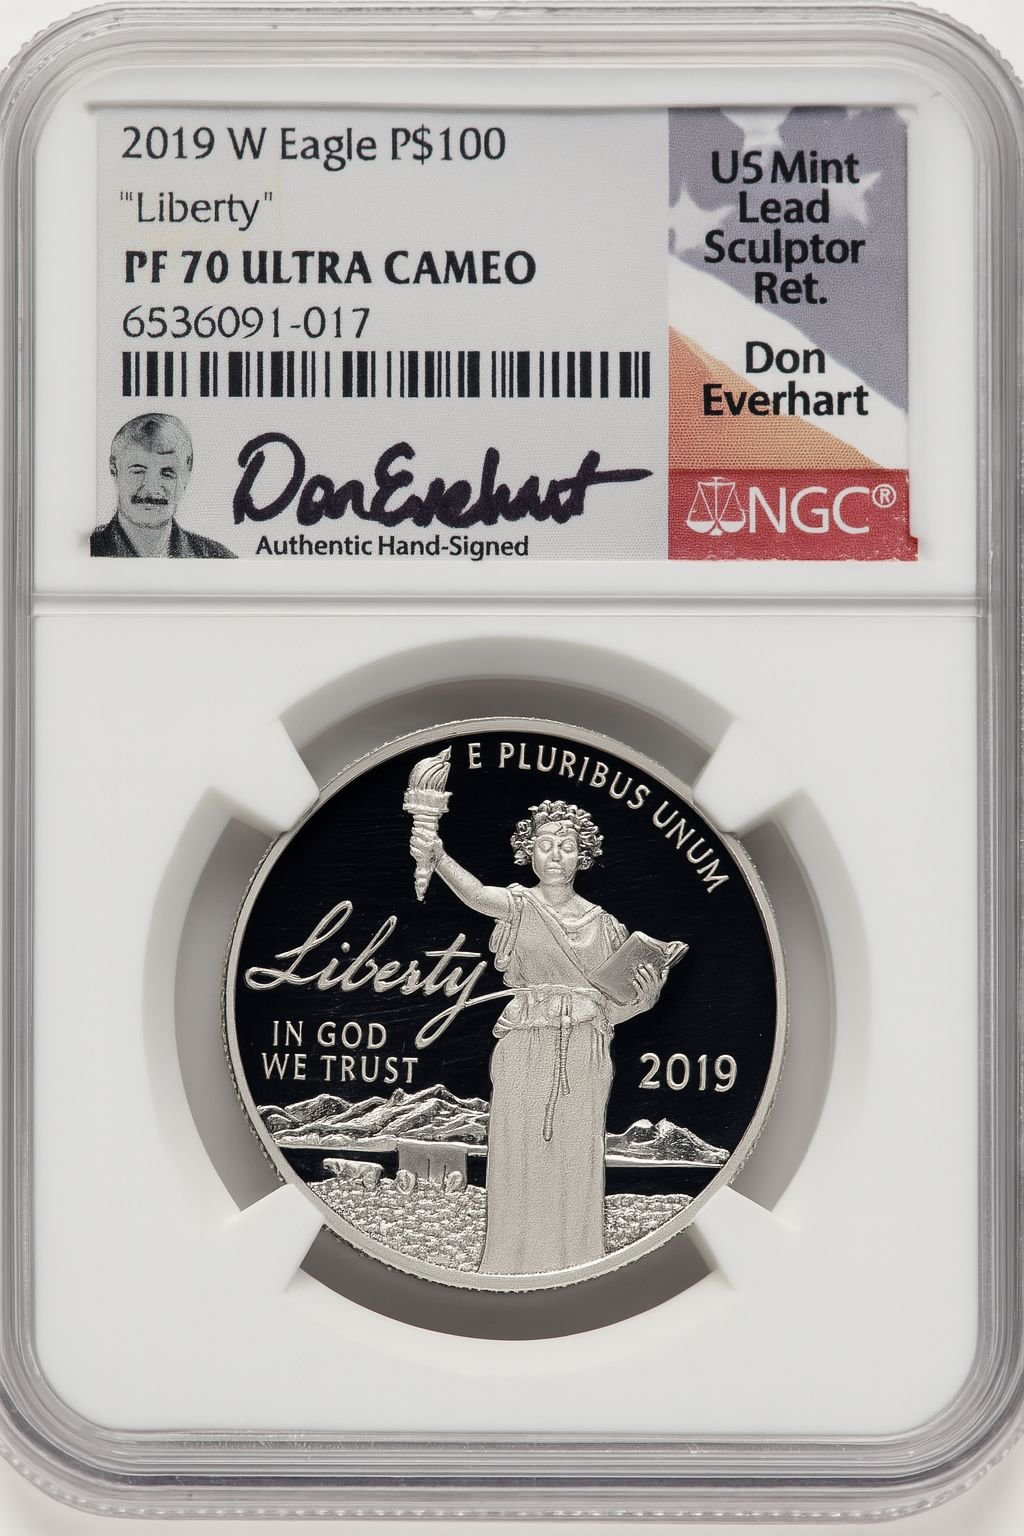 2019 W Eagle P$100
"'Liberty"
PF 70 ULTRA CAMEO
6536091-017
Don Everhart
Authentic Hand-Signed
US Mint
Lead
Sculptor
Ret.
Don
Everhart
NGC®
E PLURIBUS UNUM
Liberty
IN GOD
WE TRUST
2019